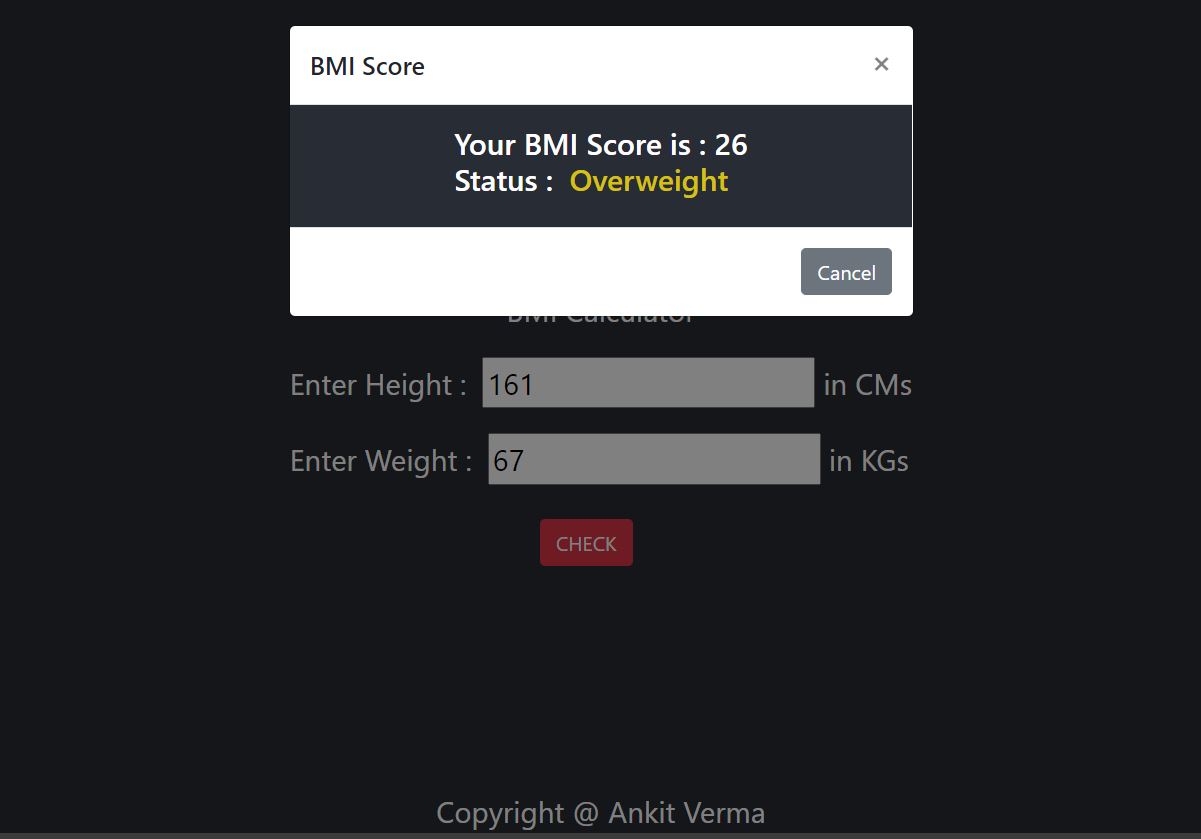 BMI Score ×
Your BMI Score is : 26
Status : Overweight
Cancel
BMI Calculator
Enter Height : 161 in CMs
Enter Weight : 67 in KGs
CHECK
Copyright @ Ankit Verma